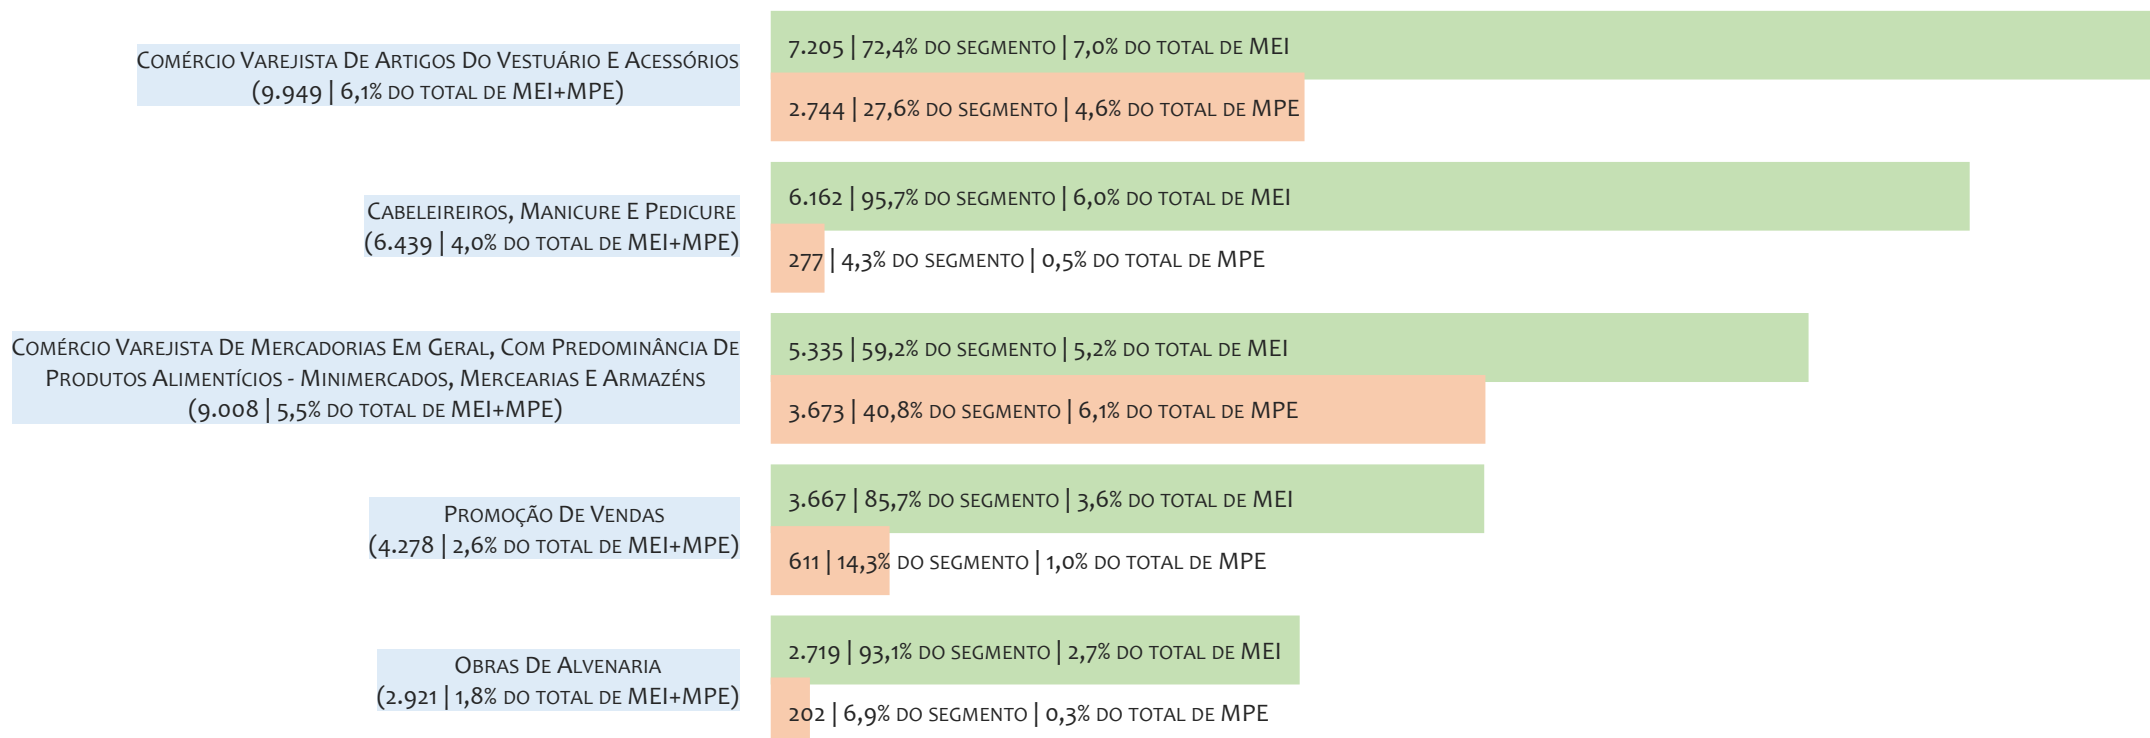 Comércio Varejista De Artigos Do Vestuário E Acessórios
(9.949 | 6,1% do total de MEI+MPE)
7.205 | 72,4% do segmento | 7,0% do total de MEI
2.744 | 27,6% do segmento | 4,6% do total de MPE
Cabeleireiros, Manicure E Pedicure
(6.439 | 4,0% do total de MEI+MPE)
6.162 | 95,7% do segmento | 6,0% do total de MEI
277 | 4,3% do segmento | 0,5% do total de MPE
Comércio Varejista De Mercadorias Em Geral, Com Predominância De
Produtos Alimentícios - Minimercados, Mercearias E Armazéns
(9.008 | 5,5% do total de MEI+MPE)
5.335 | 59,2% do segmento | 5,2% do total de MEI
3.673 | 40,8% do segmento | 6,1% do total de MPE
Promoção De Vendas
(4.278 | 2,6% do total de MEI+MPE)
3.667 | 85,7% do segmento | 3,6% do total de MEI
611 | 14,3% do segmento | 1,0% do total de MPE
Obras De Alvenaria
(2.921 | 1,8% do total de MEI+MPE)
2.719 | 93,1% do segmento | 2,7% do total de MEI
202 | 6,9% do segmento | 0,3% do total de MPE